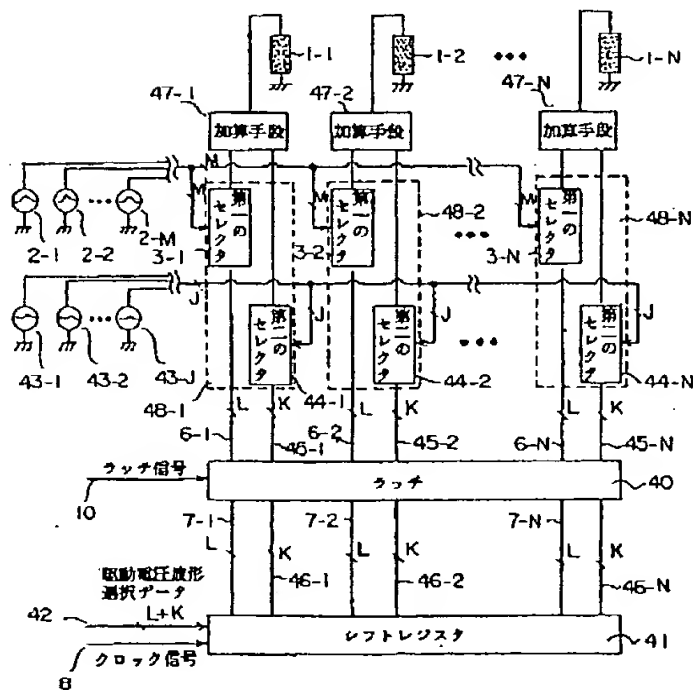 1-1
1-2
•••
1-N
47-1
47-2
47-N
加算手段
加算手段
加算手段
M
M
M
M
2-1
2-2
•••
2-M
3-1
第一の
セレクタ
3-2
第一の
セレクタ
48-2
•••
3-N
第一の
セレクタ
48-N
J
J
J
J
43-1
43-2
•••
43-J
48-1
第二の
セレクタ
44-1
第二の
セレクタ
44-2
•••
第二の
セレクタ
44-N
L
K
L
K
L
K
6-1
45-1
6-2
45-2
6-N
45-N
ラッチ信号
10
ラッチ
40
7-1
7-2
7-N
L
K
L
K
L
K
46-1
46-2
46-N
駆動電圧波形
選択データ
42
L+K
シフトレジスタ
41
8
クロック信号